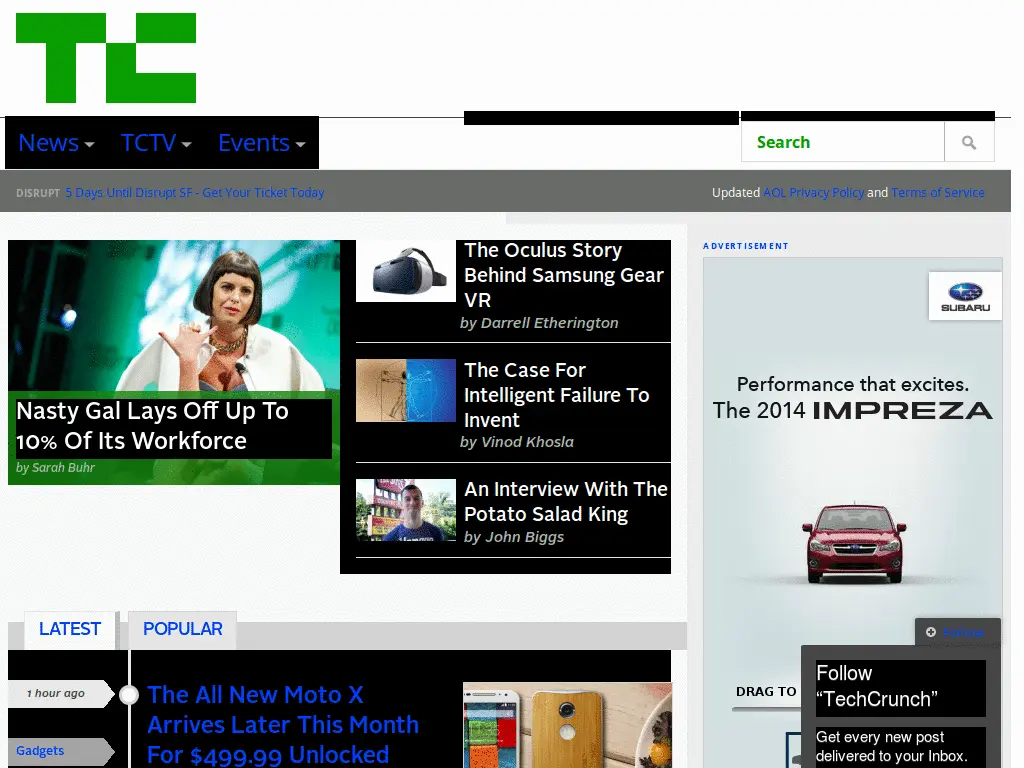 TC
News
TCTV
Events
Search
DISRUPT 5 Days Until Disrupt SF - Get Your Ticket Today
Updated AOL Privacy Policy and Terms of Service
Nasty Gal Lays Off Up To
10% Of Its Workforce
by Sarah Buhr
The Oculus Story
Behind Samsung Gear
VR
by Darrell Etherington
The Case For
Intelligent Failure To
Invent
by Vinod Khosla
An Interview With The
Potato Salad King
by John Biggs
ADVERTISEMENT
SUBARU
Performance that excites.
The 2014 IMPREZA
DRAG TO
LATEST
POPULAR
1 hour ago
Gadgets
The All New Moto X
Arrives Later This Month
For $499.99 Unlocked
Follow
Follow
“TechCrunch”
Get every new post
delivered to your Inbox.